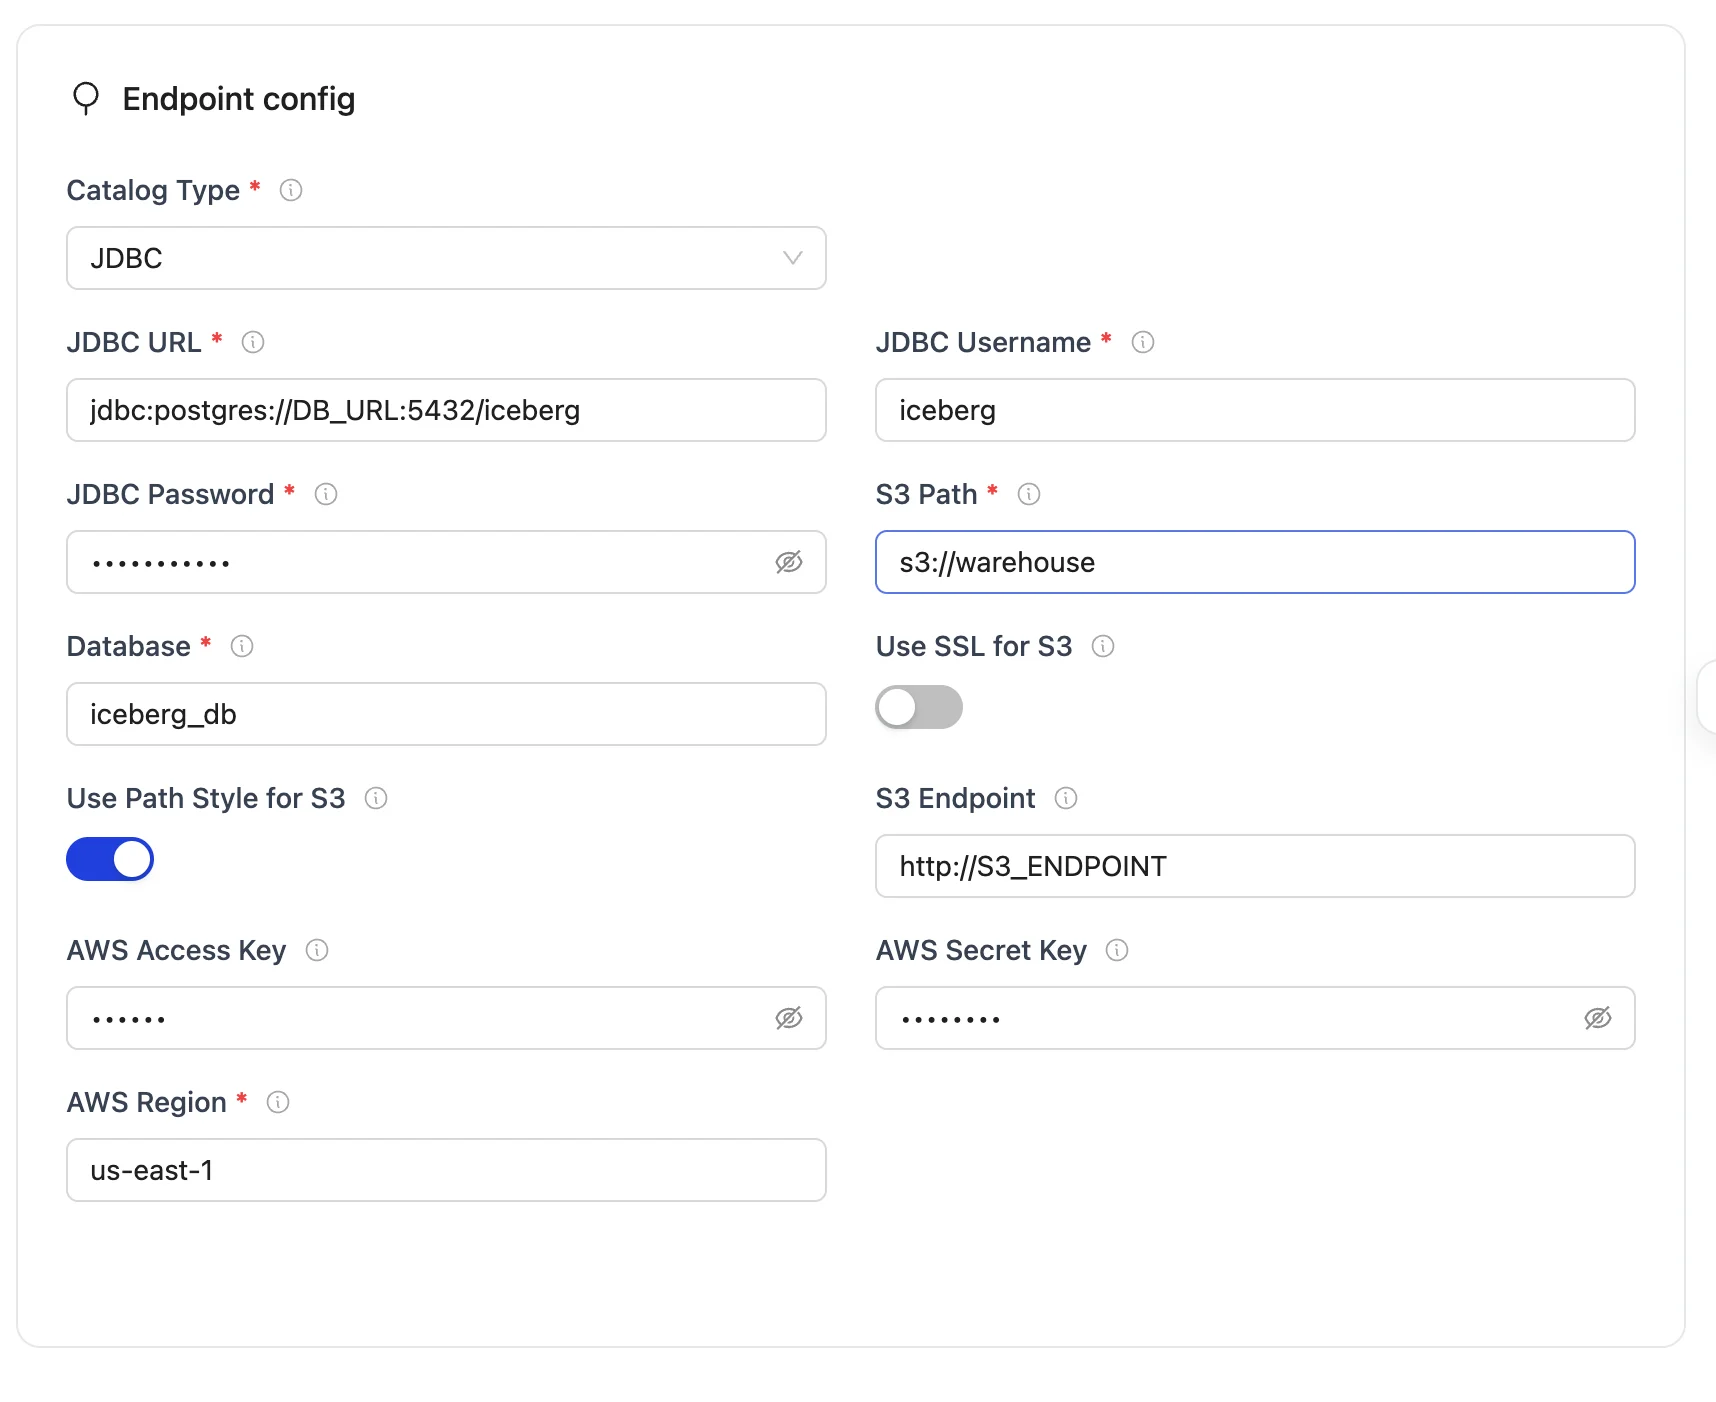 Endpoint config
Catalog Type *
JDBC
JDBC URL *
jdbc:postgres://DB_URL:5432/iceberg
JDBC Username *
iceberg
JDBC Password *
•••••••••••
S3 Path *
s3://warehouse
Database *
iceberg_db
Use SSL for S3
Use Path Style for S3
S3 Endpoint
http://S3_ENDPOINT
AWS Access Key
••••••
AWS Secret Key
••••••••
AWS Region *
us-east-1